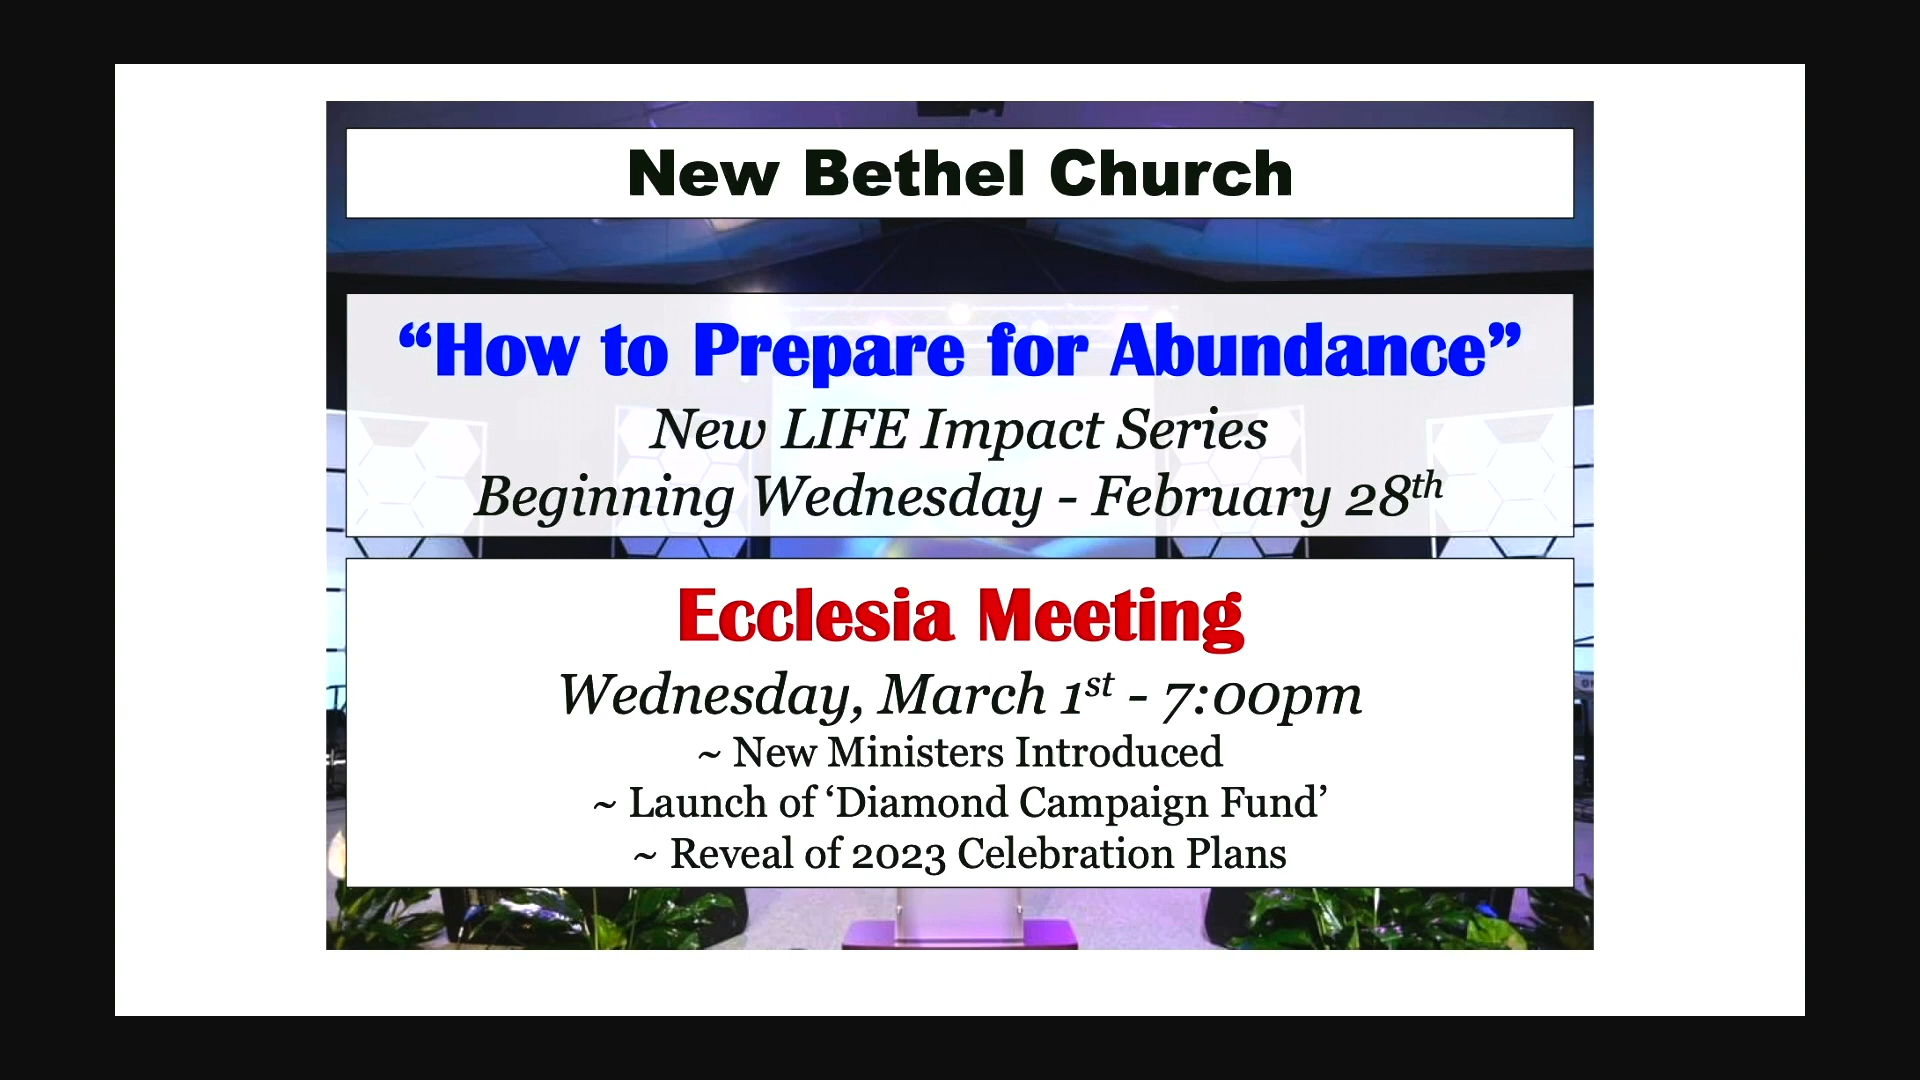 New Bethel Church
“How to Prepare for Abundance”
New LIFE Impact Series
Beginning Wednesday - February 28th
Ecclesia Meeting
Wednesday, March 1st - 7:00pm
~ New Ministers Introduced
~ Launch of ‘Diamond Campaign Fund’
~ Reveal of 2023 Celebration Plans